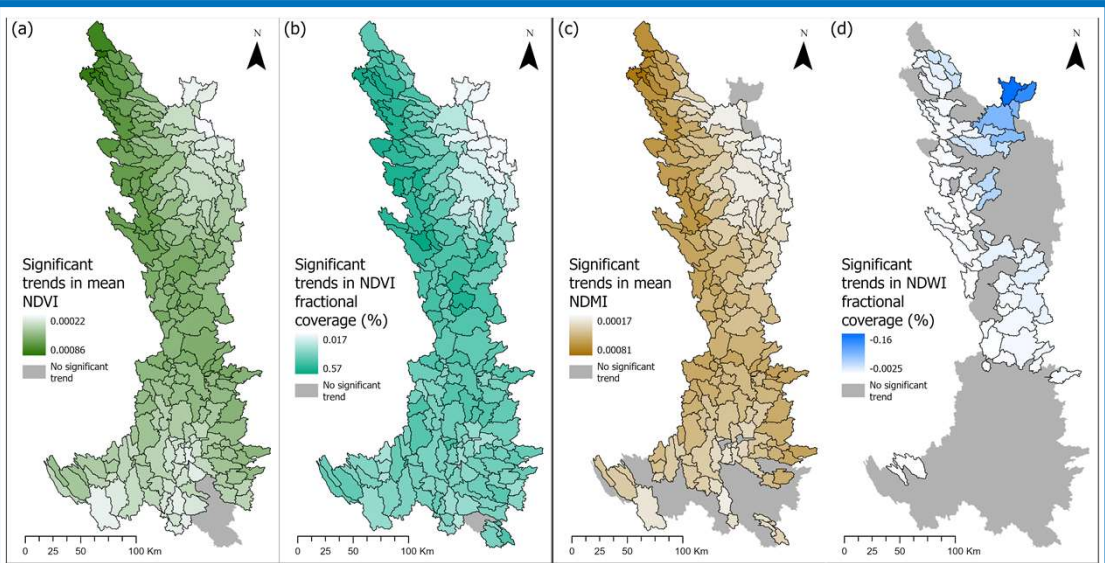 (a)
N
Significant
trends in mean
NDVI
0.00022
0.00086
No significant
trend
0 25 50 100 Km
(b)
N
Significant
trends in NDVI
fractional
coverage (%)
0.017
0.57
No significant
trend
0 25 50 100 Km
(c)
N
Significant
trends in mean
NDMI
0.00017
0.00081
No significant
trend
0 25 50 100 Km
(d)
N
Significant
trends in NDWI
fractional
coverage (%)
-0.16
-0.0025
No significant
trend
0 25 50 100 Km